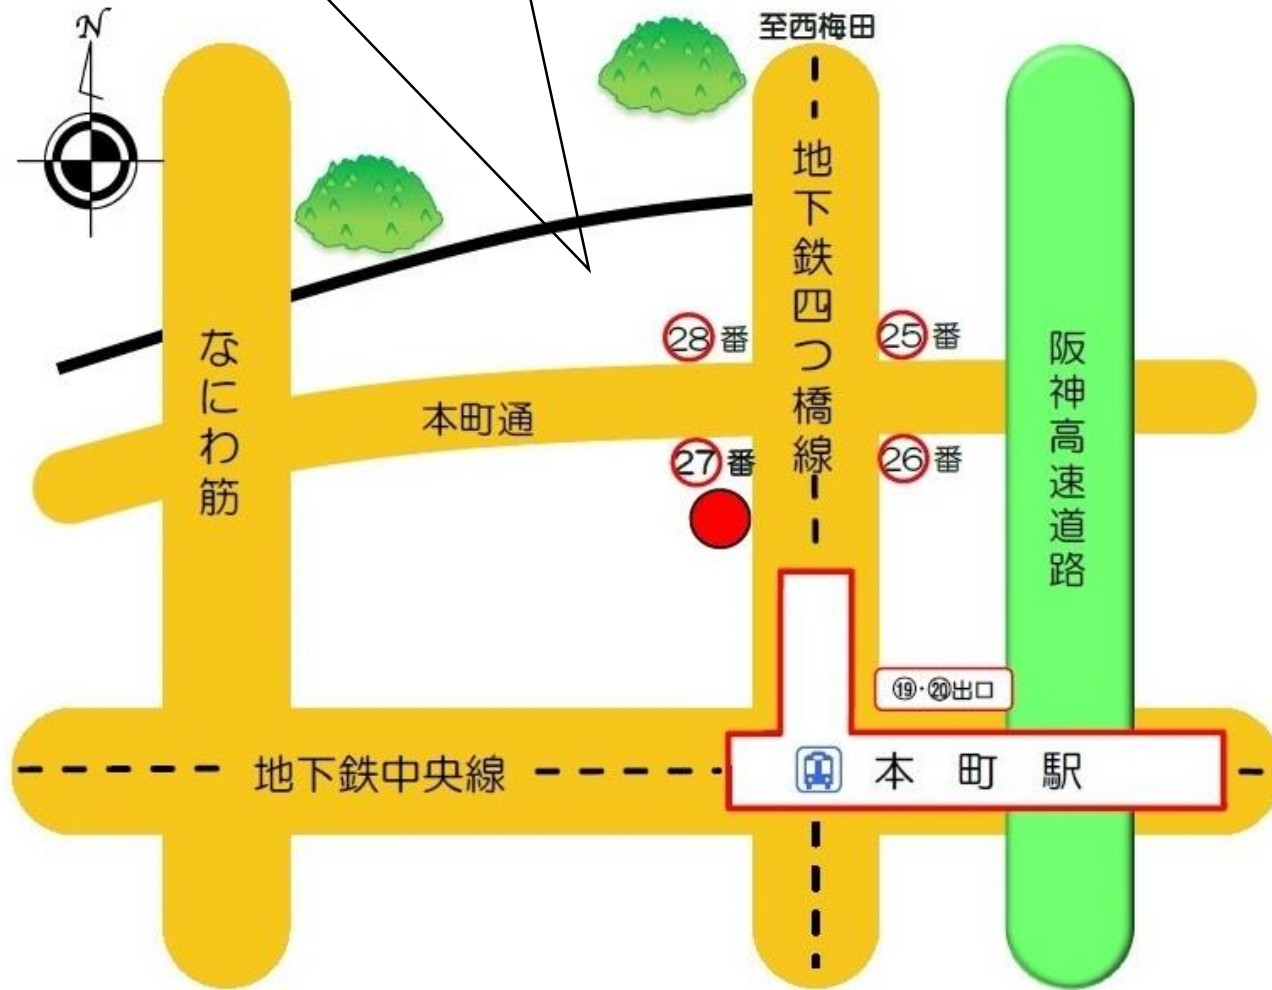 N
至西梅田
地下鉄四つ橋線
28番
25番
阪神高速道路
なにわ筋
本町通
27番
26番
⑲・⑳出口
地下鉄中央線
本町駅